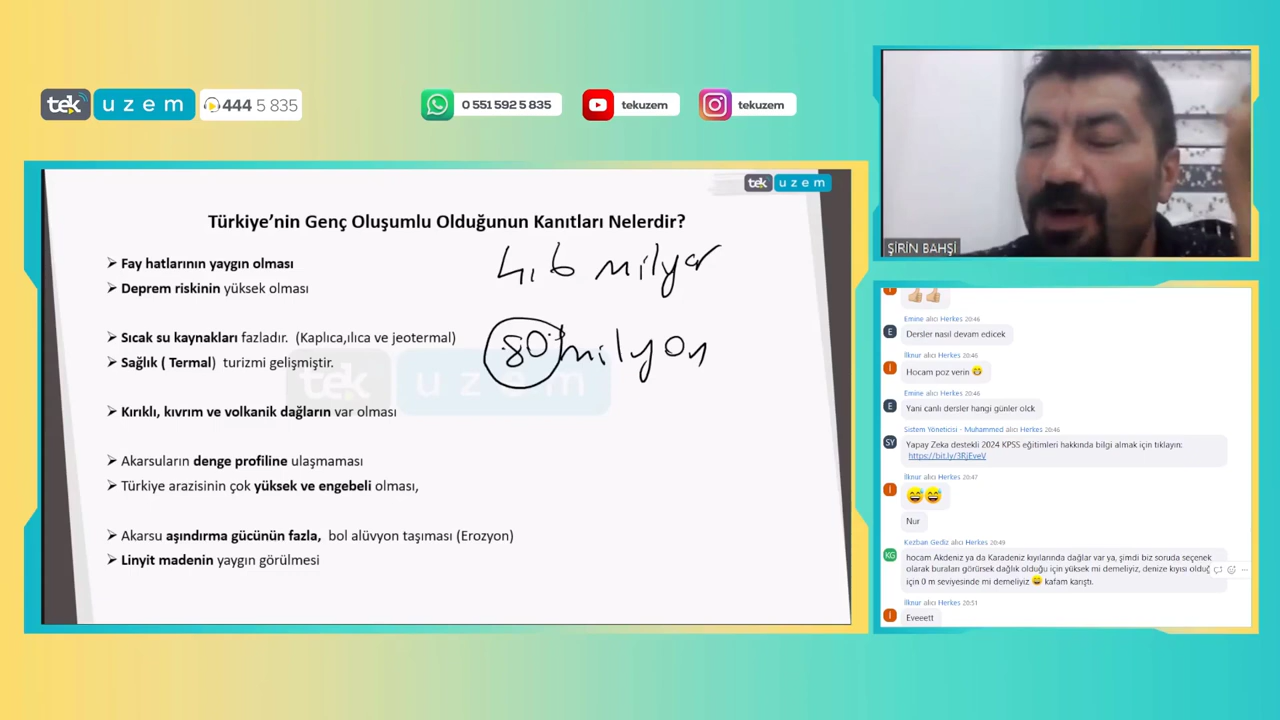 tek uzem 444 5 835
0 551 592 5 835
tekuzem
tekuzem
tek uzem
Türkiye'nin Genç Oluşumlu Olduğunun Kanıtları Nelerdir?
➢ Fay hatlarının yaygın olması
➢ Deprem riskinin yüksek olması
➢ Sıcak su kaynakları fazladır. (Kaplıca,ılıca ve jeotermal)
➢ Sağlık ( Termal) turizmi gelişmiştir.
➢ Kırıklı, kıvrım ve volkanik dağların var olması
➢ Akarsuların denge profiline ulaşmaması
➢ Türkiye arazisinin çok yüksek ve engebeli olması,
➢ Akarsu aşındırma gücünün fazla, bol alüvyon taşıması (Erozyon)
➢ Linyit madenin yaygın görülmesi
4,6 milyar
80 milyon
tek uzem
ŞİRİN BAHŞİ
İ
Emine alıcı Herkes 20:46
E
Dersler nasıl devam edicek
İlknur alıcı Herkes 20:46
İ
Hocam poz verin
Emine alıcı Herkes 20:46
E
Yani canlı dersler hangi günler olck
Sistem Yöneticisi - Muhammed alıcı Herkes 20:46
SY
Yapay Zeka destekli 2024 KPSS eğitimleri hakkında bilgi almak için tıklayın:
https://bit.ly/3RjEveV
İlknur alıcı Herkes 20:47
İ
Nur
Kezban Gediz alıcı Herkes 20:49
KG
hocam Akdeniz ya da Karadeniz kıyılarında dağlar var ya, şimdi biz soruda seçenek
olarak buraları görürsek dağlık olduğu için yüksek mi demeliyiz, denize kıyısı olduğ
için 0 m seviyesinde mi demeliyiz kafam karıştı.
İlknur alıcı Herkes 20:51
İ
Eveeett